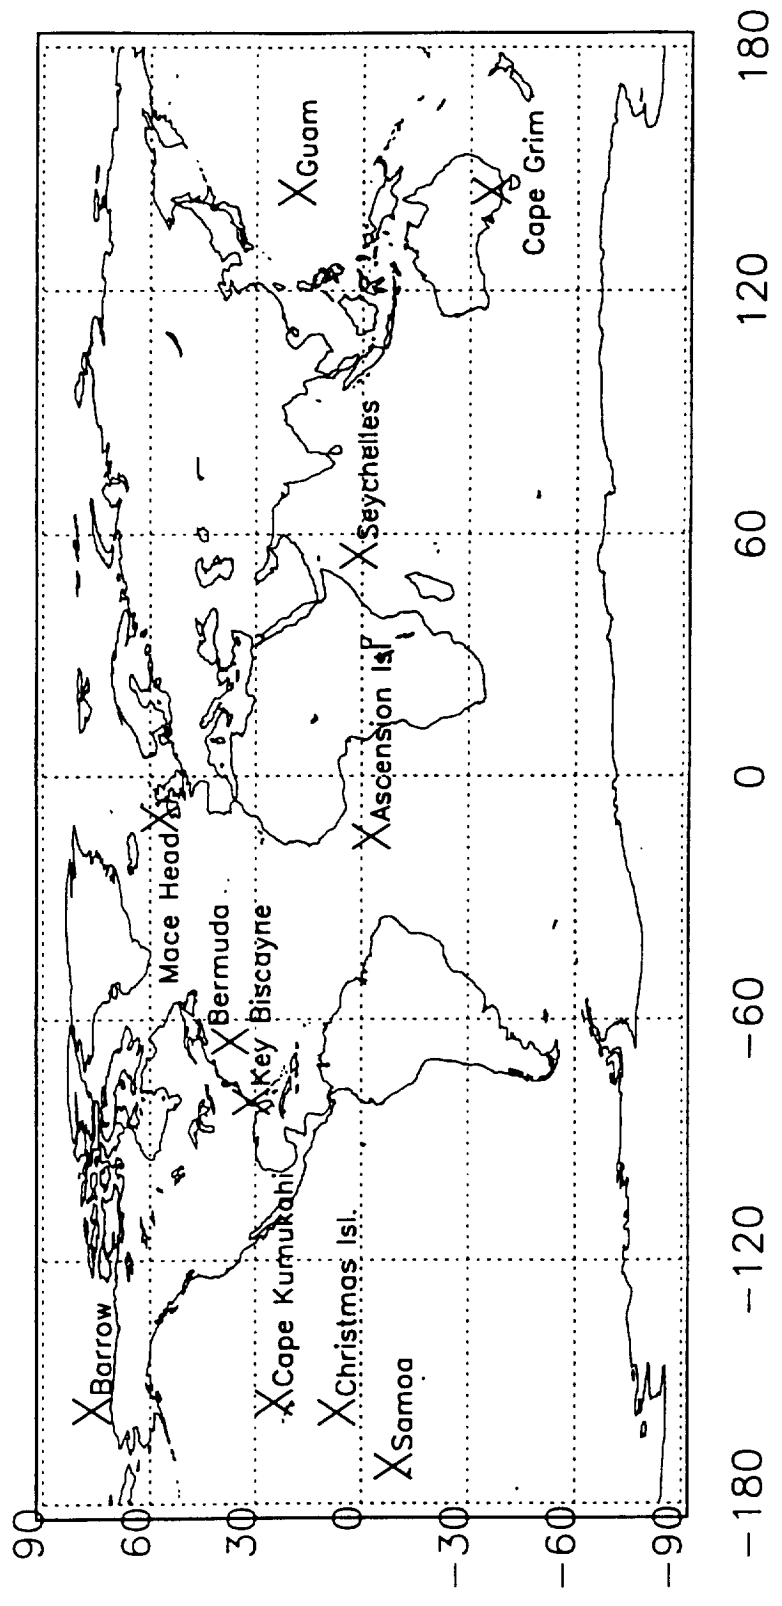 90
60
30
0
-30
-60
-90
Barrow
Mace Head
Bermuda
Key Biscayne
Cape Kumukahi
Christmas Isl.
Samoa
Ascension Isl
Seychelles
Guam
Cape Grim
-180
-120
-60
0
60
120
180